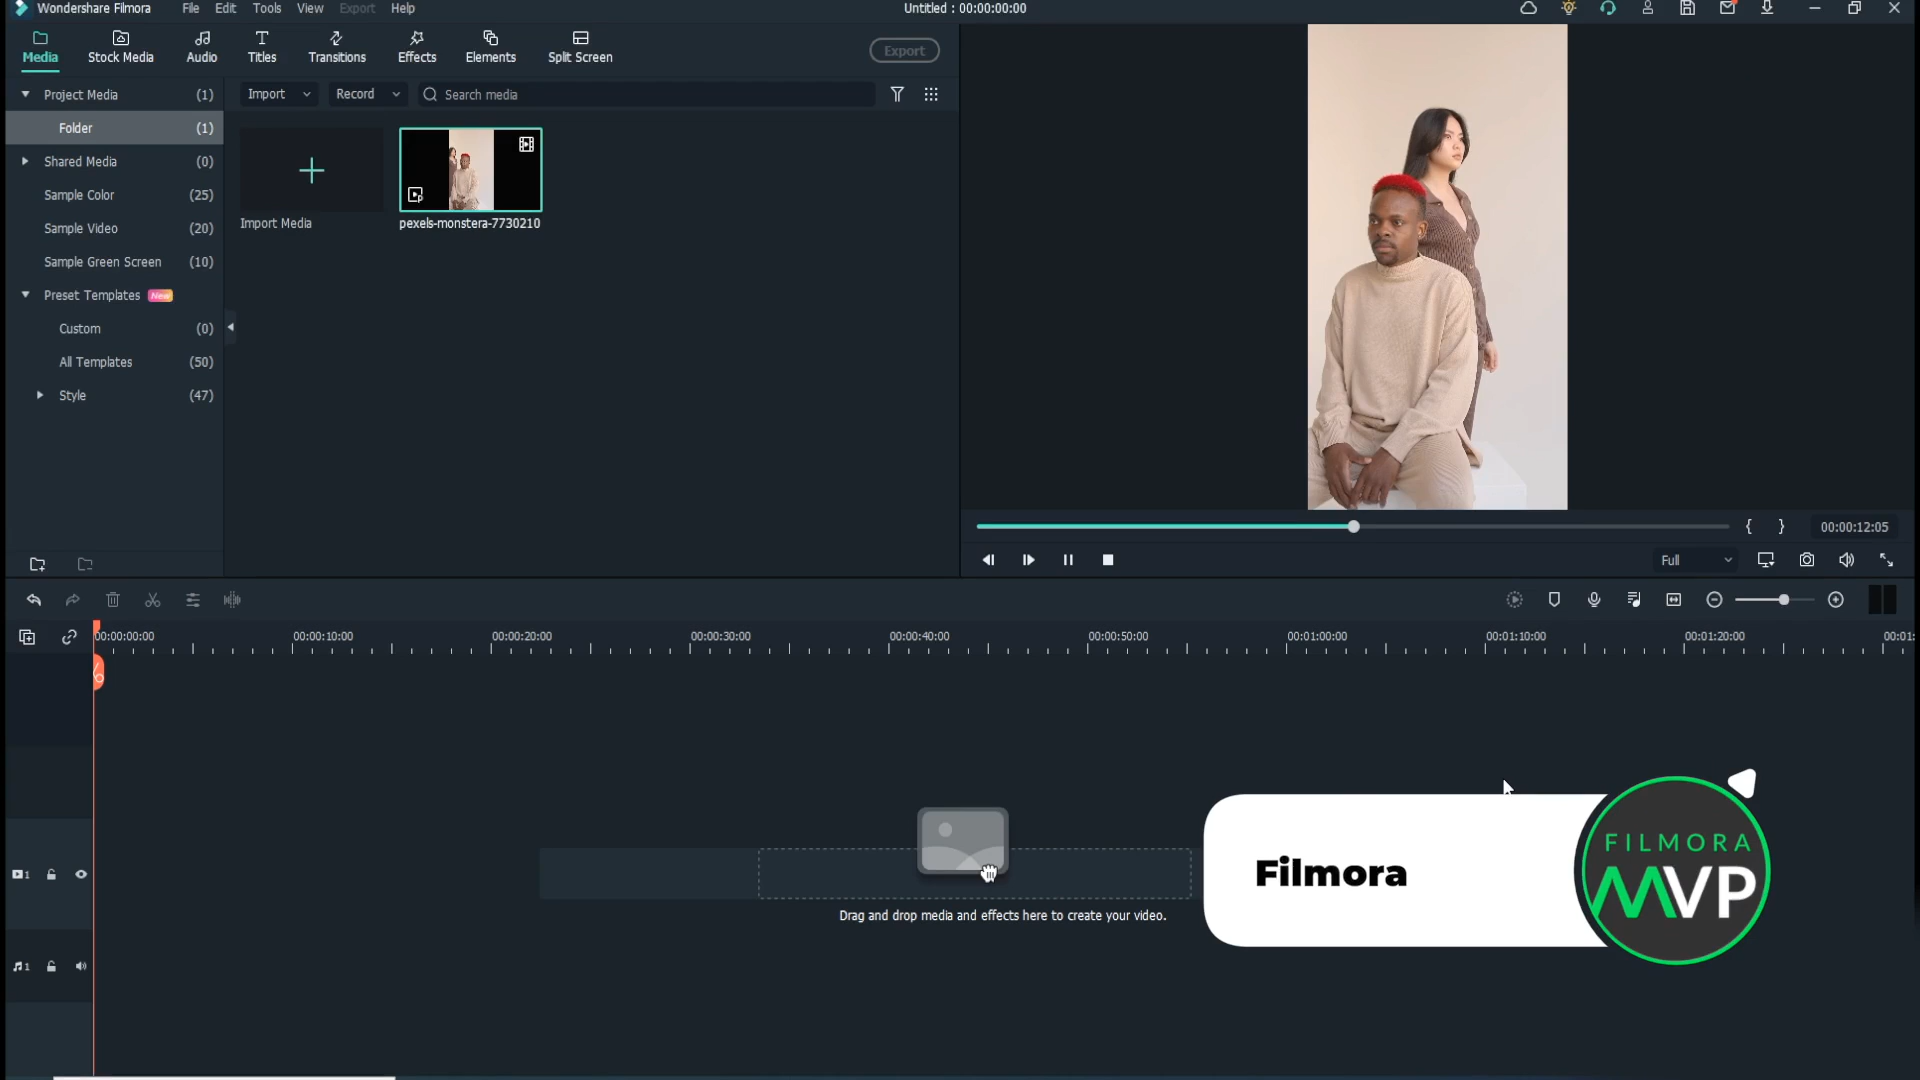 Wondershare Filmora File Edit Tools View Export Help Untitled : 00:00:00:00
Media Stock Media Audio Titles Transitions Effects Elements Split Screen Export
Project Media (1)
Folder (1)
Shared Media (0)
Sample Color (25)
Sample Video (20)
Sample Green Screen (10)
Preset Templates New
Custom (0)
All Templates (50)
Style (47)
Import Record Search media
Import Media pexels-monstera-7730210
{ } 00:00:12:05
Full
00:00:00:00 00:00:10:00 00:00:20:00 00:00:30:00 00:00:40:00 00:00:50:00 00:01:00:00 00:01:10:00 00:01:20:00 00:01:
1
Drag and drop media and effects here to create your video.
1
Filmora
FILMORA
MVP